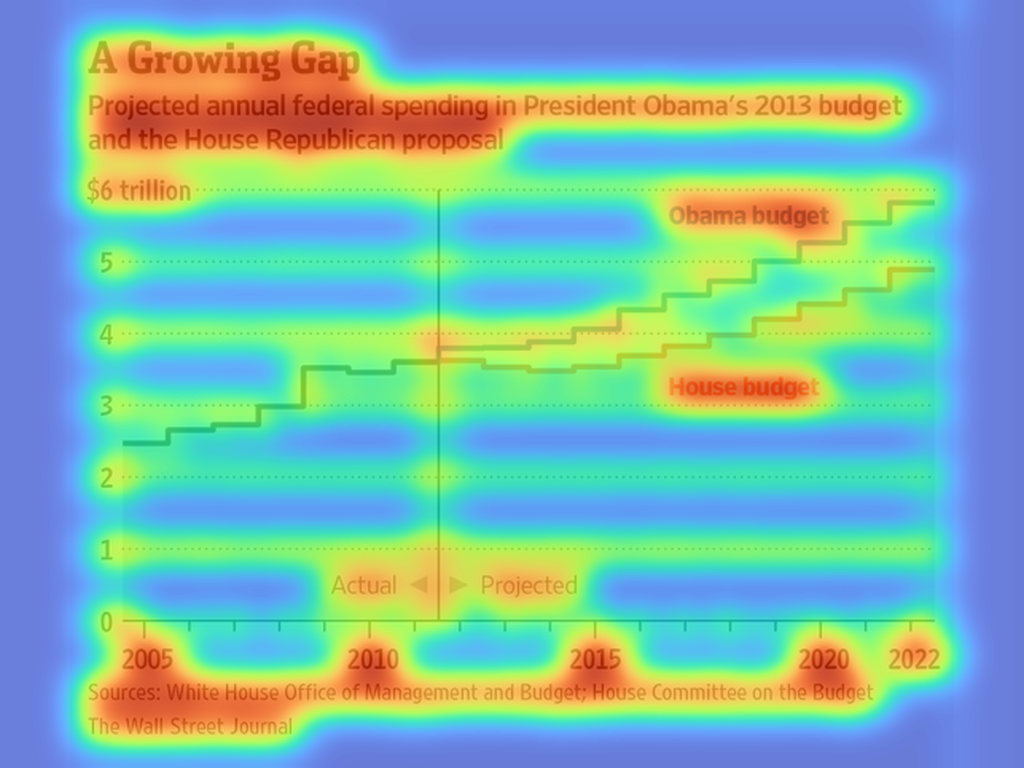 A Growing Gap
Projected annual federal spending in President Obama's 2013 budget
and the House Republican proposal
$6 trillion
Obama budget
5
4
House budget
3
2
1
Actual ◀ ▶ Projected
0
2005 2010 2015 2020 2022
Sources: White House Office of Management and Budget; House Committee on the Budget
The Wall Street Journal